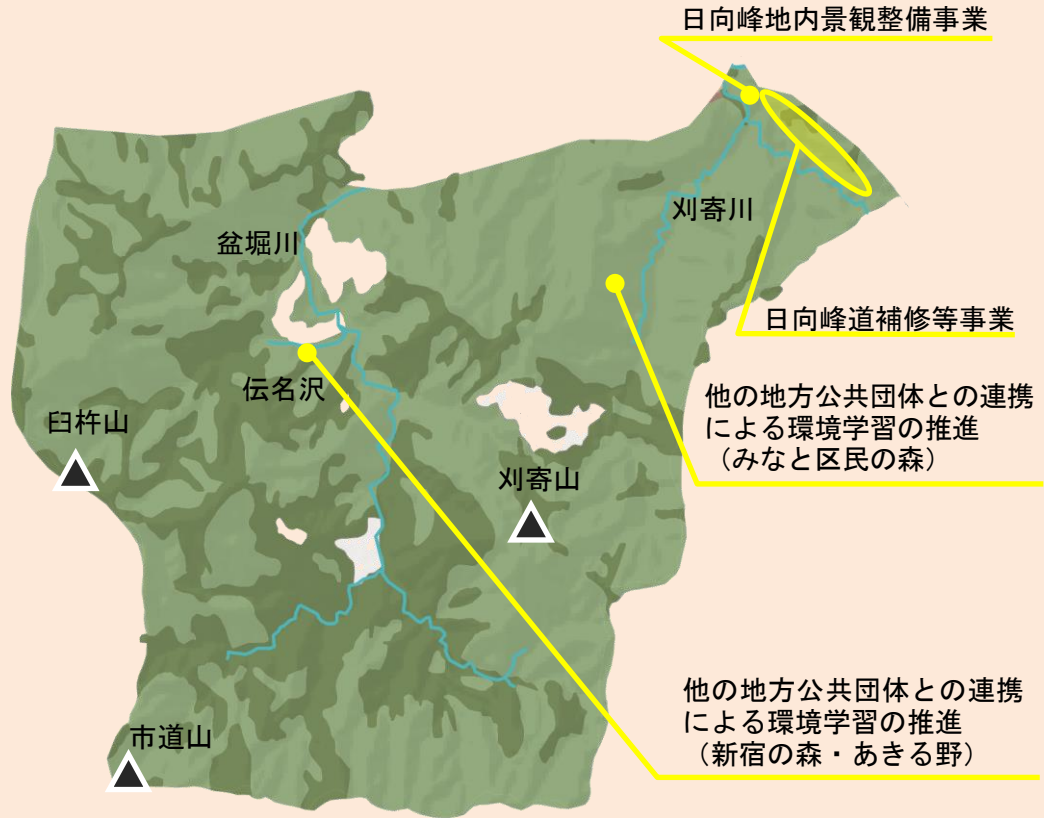 日向峰地内景観整備事業
刈寄川
盆堀川
日向峰道補修等事業
伝名沢
他の地方公共団体との連携
による環境学習の推進
（みなと区民の森）
臼杵山
刈寄山
他の地方公共団体との連携
による環境学習の推進
（新宿の森・あきる野）
市道山